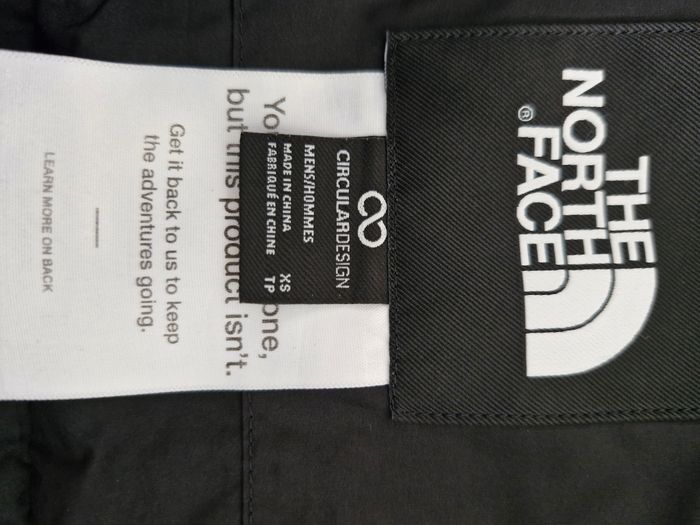 THE
NORTH
FACE®
CIRCULARDESIGN
MENS/HOMMES
MADE IN CHINA XS
FABRIQUÉ EN CHINE TP
one,
but this product isn't.
Get it back to us to keep
the adventures going.
LEARN MORE ON BACK